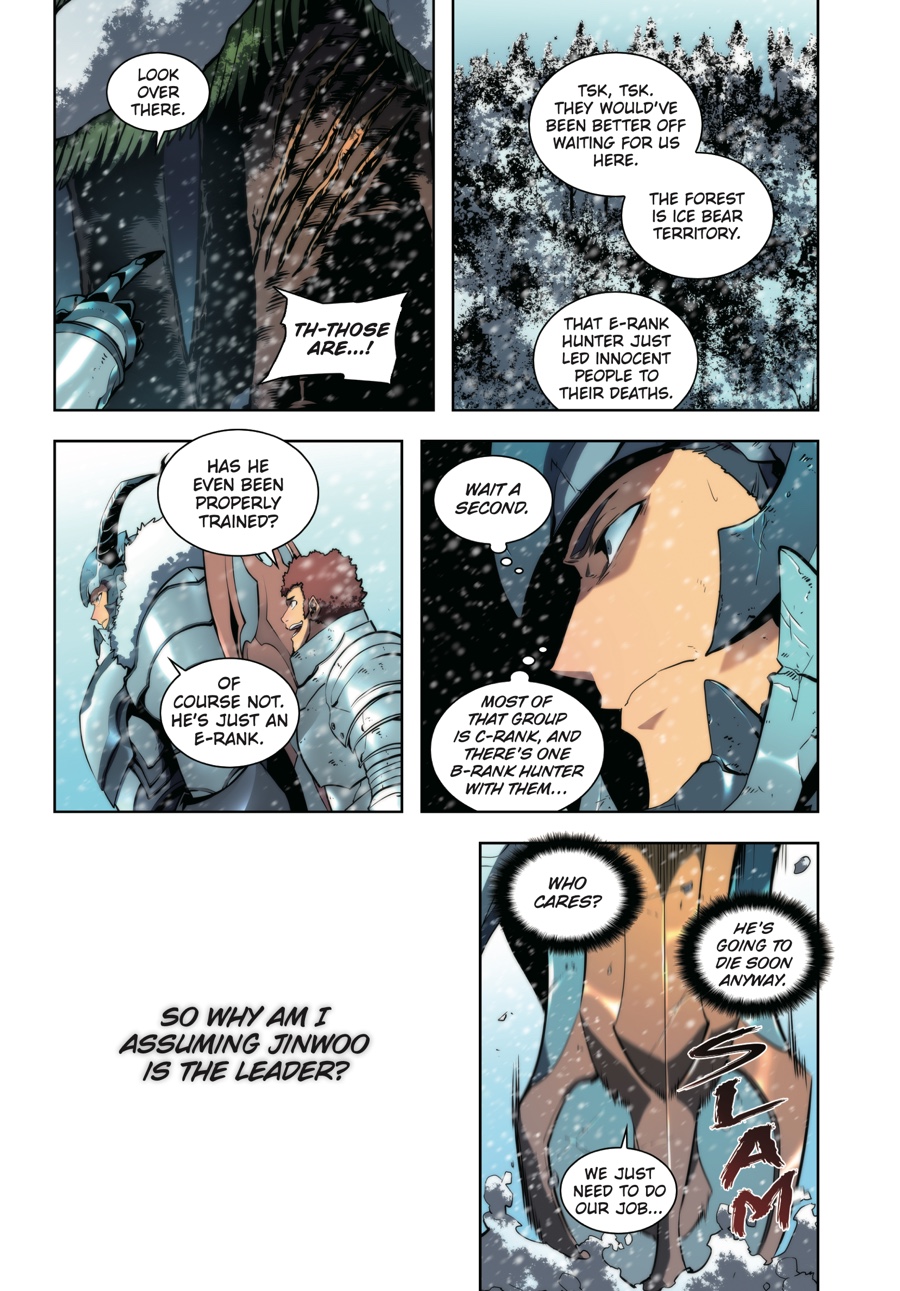 LOOK
OVER
THERE.
TH-THOSE
ARE...!
TSK, TSK.
THEY WOULD'VE
BEEN BETTER OFF
WAITING FOR US
HERE.
THE FOREST
IS ICE BEAR
TERRITORY.
THAT E-RANK
HUNTER JUST
LED INNOCENT
PEOPLE TO
THEIR DEATHS.
HAS HE
EVEN BEEN
PROPERLY
TRAINED?
OF
COURSE NOT.
HE'S JUST AN
E-RANK.
WAIT A
SECOND.
MOST OF
THAT GROUP
IS C-RANK, AND
THERE'S ONE
B-RANK HUNTER
WITH THEM...
SO WHY AM I
ASSUMING JINWOO
IS THE LEADER?
WHO
CARES?
HE'S
GOING TO
DIE SOON
ANYWAY.
SLAM
WE JUST
NEED TO DO
OUR JOB...